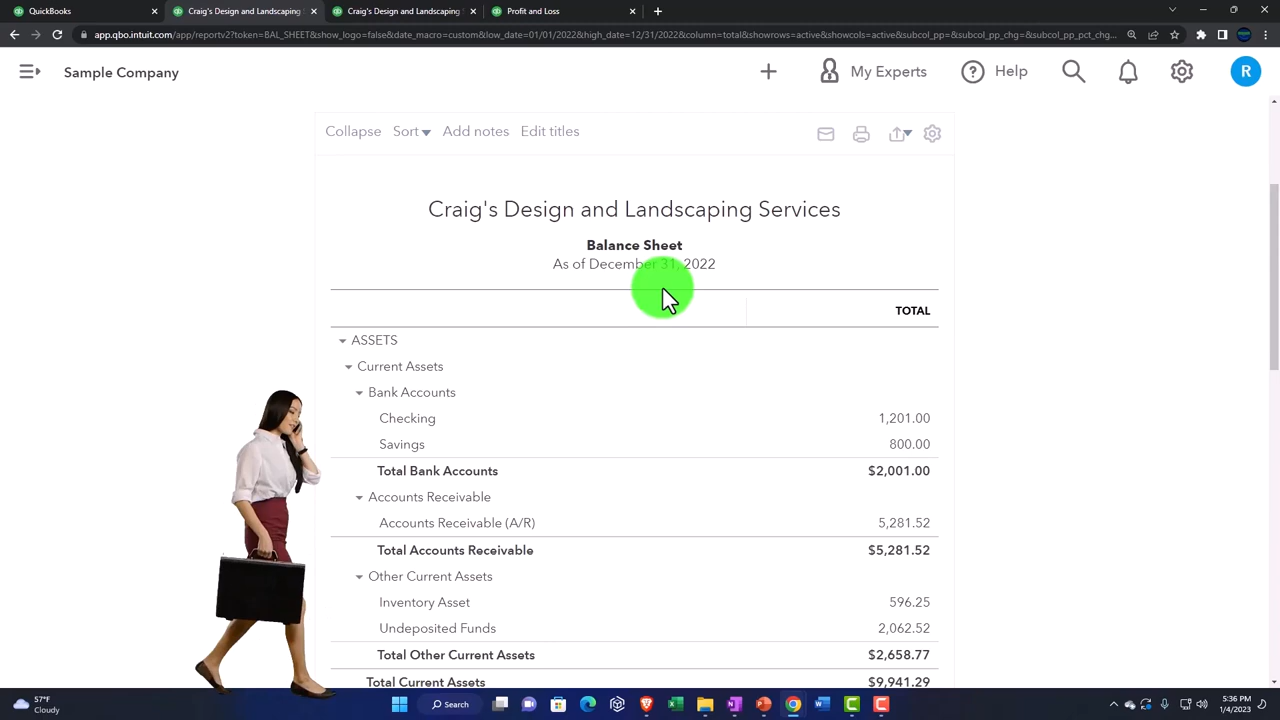 QuickBooks
Craig's Design and Landscaping
Craig's Design and Landscaping
Profit and Loss
app.qbo.intuit.com/app/reportv2?token=BAL_SHEET&show_logo=false&date_macro=custom&low_date=01/01/2022&high_date=12/31/2022&column=total&showrows=active&showcols=active&subcol_pp=&subcol_pp_chg=&subcol_pp_pct_chg...
Sample Company
My Experts
Help
R
Collapse Sort Add notes Edit titles
Craig's Design and Landscaping Services
Balance Sheet
As of December 31, 2022
TOTAL
ASSETS
Current Assets
Bank Accounts
Checking 1,201.00
Savings 800.00
Total Bank Accounts $2,001.00
Accounts Receivable
Accounts Receivable (A/R) 5,281.52
Total Accounts Receivable $5,281.52
Other Current Assets
Inventory Asset 596.25
Undeposited Funds 2,062.52
Total Other Current Assets $2,658.77
Total Current Assets $9,941.29
57°F
Cloudy
Search
5:36 PM
1/4/2023